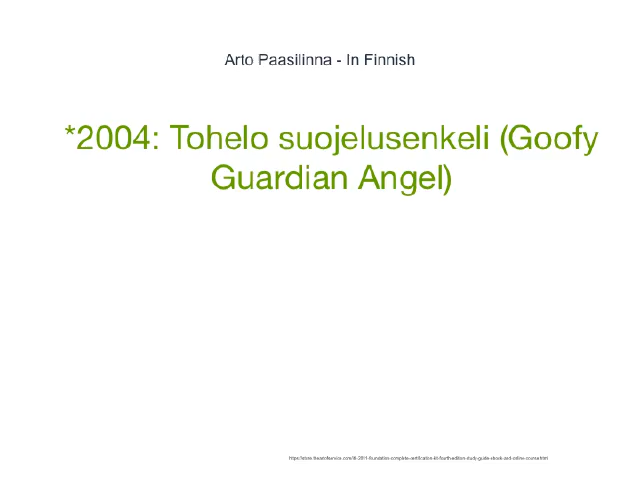 Arto Paasilinna - In Finnish
*2004: Tohelo suojelusenkeli (Goofy
Guardian Angel)